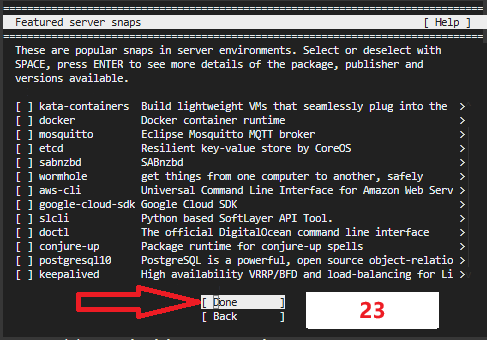 Featured server snaps [ Help ]
These are popular snaps in server environments. Select or deselect with
SPACE, press ENTER to see more details of the package, publisher and
versions available.
[ ] kata-containers Build lightweight VMs that seamlessly plug into the >
[ ] docker Docker container runtime >
[ ] mosquitto Eclipse Mosquitto MQTT broker >
[ ] etcd Resilient key-value store by CoreOS >
[ ] sabnzbd SABnzbd >
[ ] wormhole get things from one computer to another, safely >
[ ] aws-cli Universal Command Line Interface for Amazon Web Serv >
[ ] google-cloud-sdk Google Cloud SDK >
[ ] slcli Python based SoftLayer API Tool. >
[ ] doctl The official DigitalOcean command line interface >
[ ] conjure-up Package runtime for conjure-up spells >
[ ] postgresql10 PostgreSQL is a powerful, open source object-relatio >
[ ] keepalived High availability VRRP/BFD and load-balancing for Li >
[ Done ]
[ Back ]
23